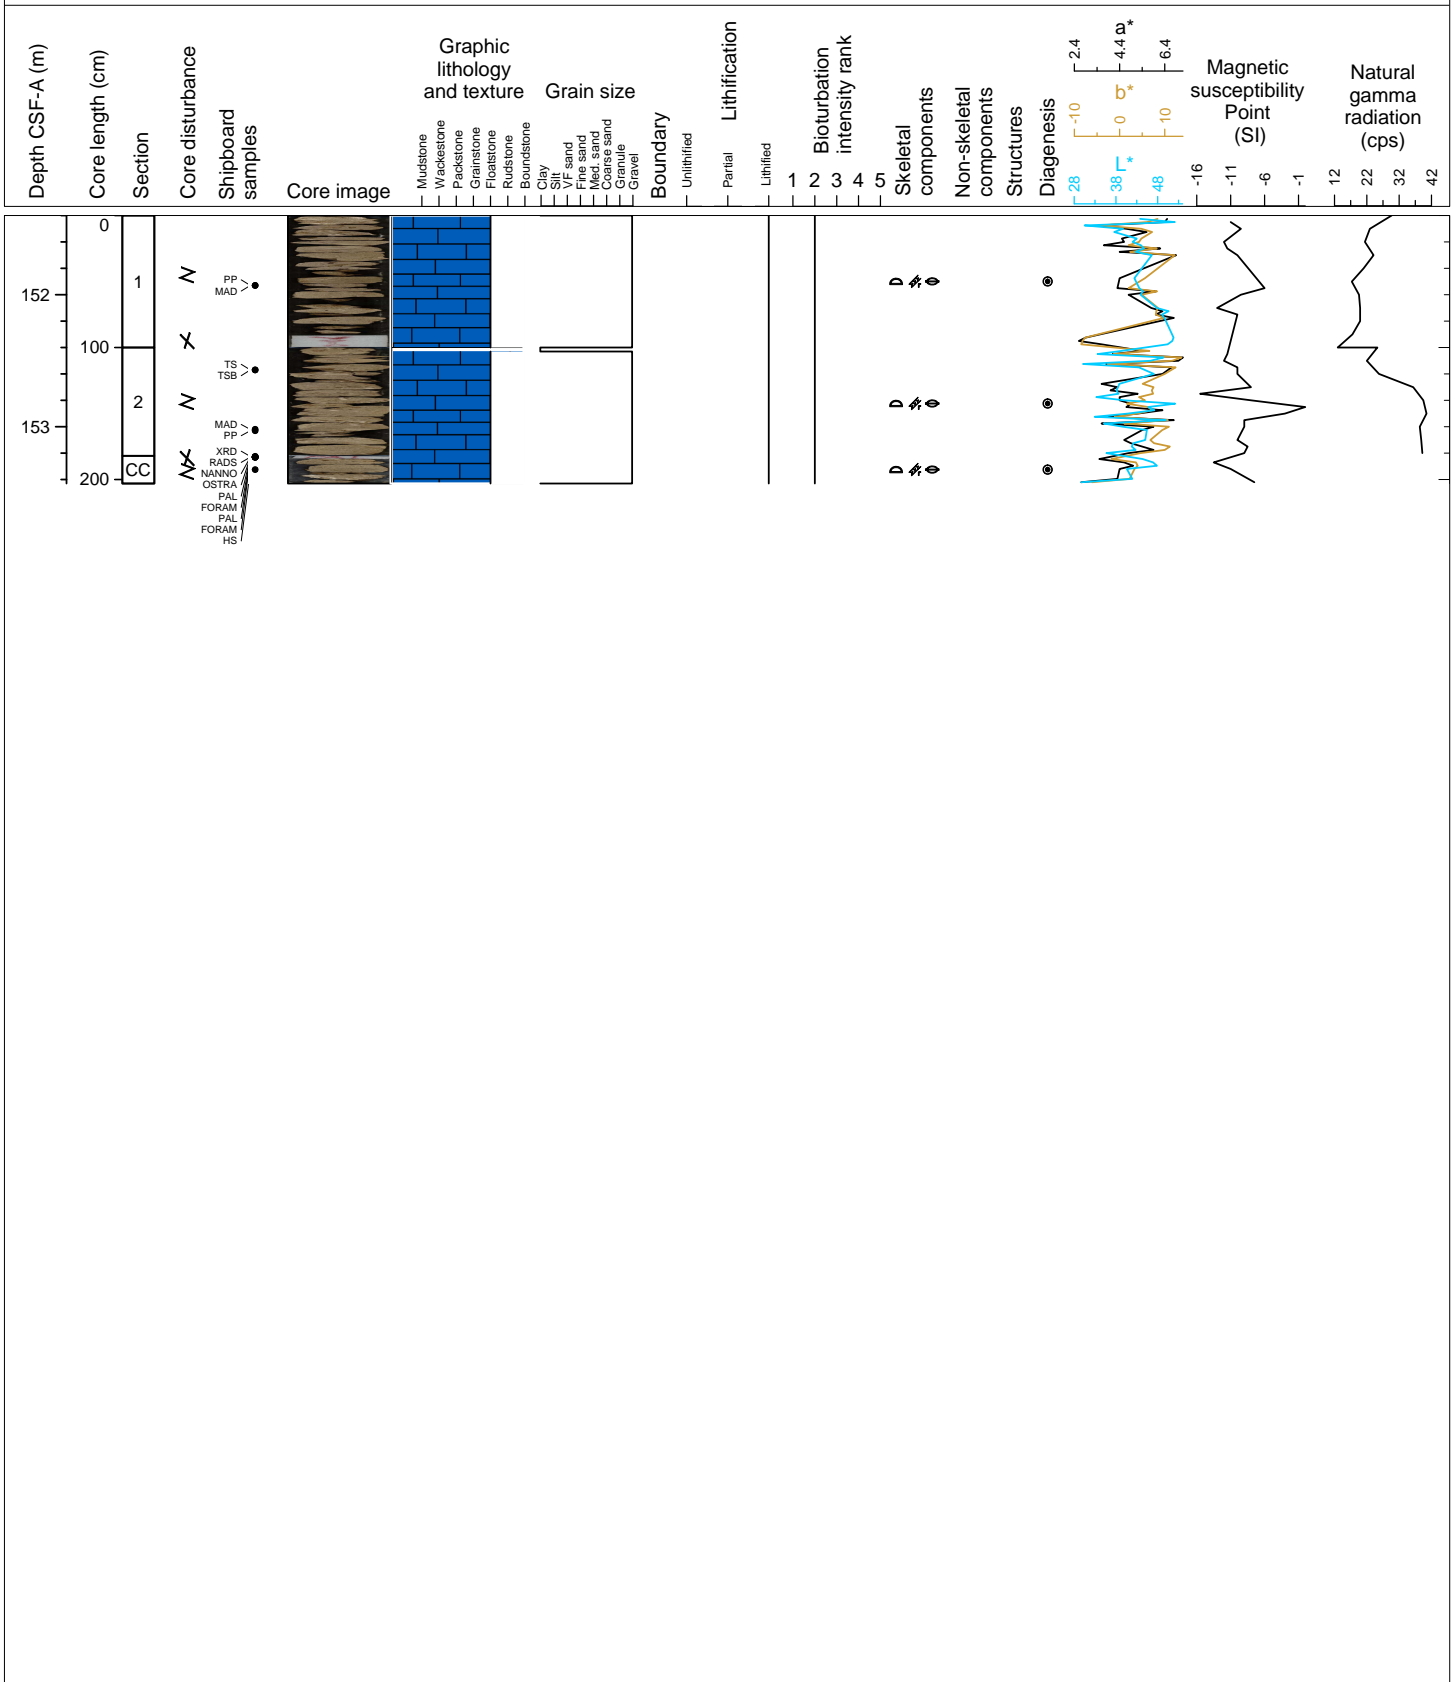 Depth CSF-A (m)
Core length (cm)
Section
Core disturbance
Shipboard
samples
Core image
Graphic
lithology
and texture
Mudstone
Wackestone
Packstone
Grainstone
Floatstone
Rudstone
Boundstone
Grain size
Clay
Silt
VF sand
Fine sand
Med. sand
Coarse sand
Granule
Gravel
Boundary
Lithification
Unlithified
Partial
Lithified
Bioturbation
intensity rank
1 2 3 4 5
Skeletal
components
Non-skeletal
components
Structures
Diagenesis
a*
2.4 4.4 6.4
b*
-10 0 10
L*
28 38 48
Magnetic
susceptibility
Point
(SI)
-16 -11 -6 -1
Natural
gamma
radiation
(cps)
12 22 32 42
0
1
PP
MAD
152
100
TS
TSB
2
MAD
PP
153
XRD
RADS
CC
NANNO
200
OSTRA
PAL
FORAM
PAL
FORAM
HS